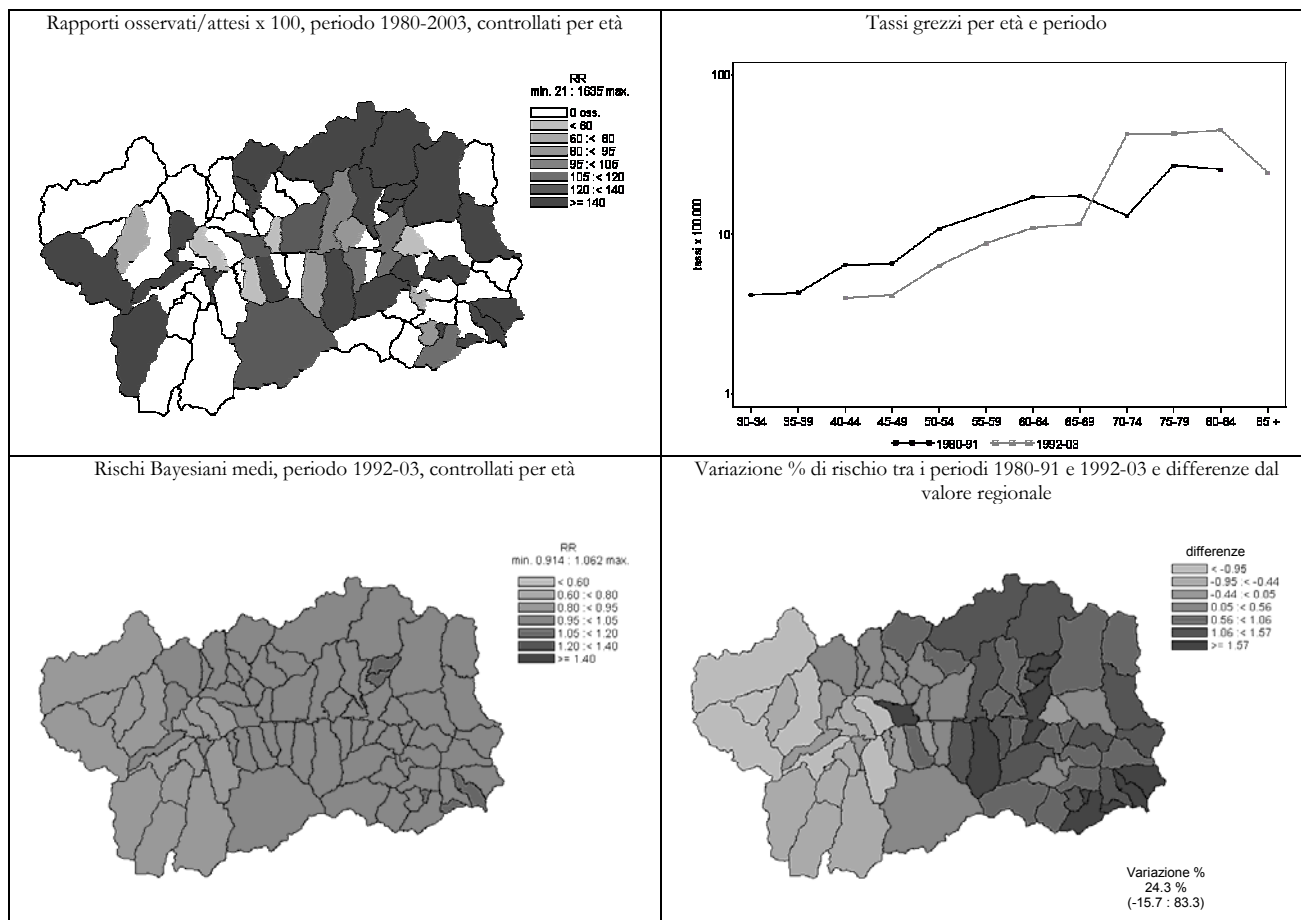 Rapporti osservati/attesi x 100, periodo 1980-2003, controllati per età
RR
min. 21 : 1635 max.
0 oss.
< 60
60 :< 80
80 :< 95
95 :< 105
105 :< 120
120 :< 140
>= 140
Tassi grezzi per età e periodo
100
10
1
tassi x 100.000
30-34 35-39 40-44 45-49 50-54 55-59 60-64 65-69 70-74 75-79 80-84 85 +
1980-91 1992-03
Rischi Bayesiani medi, periodo 1992-03, controllati per età
RR
min. 0.914 : 1.062 max.
< 0.60
0.60 :< 0.80
0.80 :< 0.95
0.95 :< 1.05
1.05 :< 1.20
1.20 :< 1.40
>= 1.40
Variazione % di rischio tra i periodi 1980-91 e 1992-03 e differenze dal
valore regionale
differenze
< -0.95
-0.95 :< -0.44
-0.44 :< 0.05
0.05 :< 0.56
0.56 :< 1.06
1.06 :< 1.57
>= 1.57
Variazione %
24.3 %
(-15.7 : 83.3)